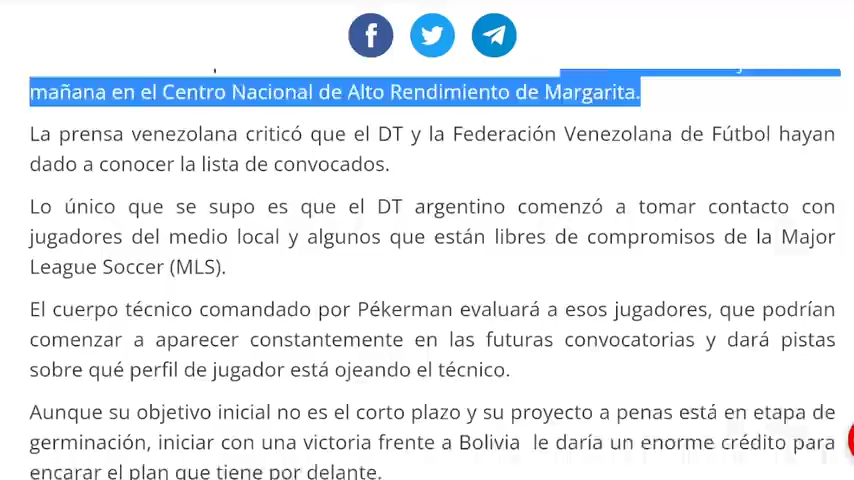 mañana en el Centro Nacional de Alto Rendimiento de Margarita.
La prensa venezolana criticó que el DT y la Federación Venezolana de Fútbol hayan
dado a conocer la lista de convocados.
Lo único que se supo es que el DT argentino comenzó a tomar contacto con
jugadores del medio local y algunos que están libres de compromisos de la Major
League Soccer (MLS).
El cuerpo técnico comandado por Pékerman evaluará a esos jugadores, que podrían
comenzar a aparecer constantemente en las futuras convocatorias y dará pistas
sobre qué perfil de jugador está ojeando el técnico.
Aunque su objetivo inicial no es el corto plazo y su proyecto a penas está en etapa de
germinación, iniciar con una victoria frente a Bolivia le daría un enorme crédito para
encarar el plan que tiene por delante.